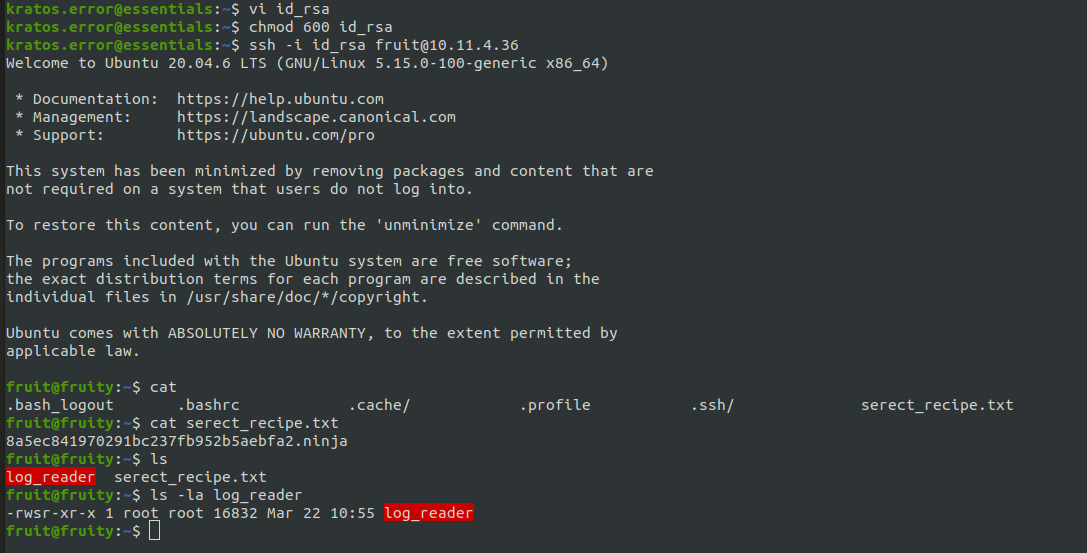 kratos.error@essentials:~$ vi id_rsa
kratos.error@essentials:~$ chmod 600 id_rsa
kratos.error@essentials:~$ ssh -i id_rsa fruit@10.11.4.36
Welcome to Ubuntu 20.04.6 LTS (GNU/Linux 5.15.0-100-generic x86_64)
* Documentation:  https://help.ubuntu.com
* Management:     https://landscape.canonical.com
* Support:        https://ubuntu.com/pro
This system has been minimized by removing packages and content that are
not required on a system that users do not log into.
To restore this content, you can run the 'unminimize' command.
The programs included with the Ubuntu system are free software;
the exact distribution terms for each program are described in the
individual files in /usr/share/doc/*/copyright.
Ubuntu comes with ABSOLUTELY NO WARRANTY, to the extent permitted by
applicable law.
fruit@fruity:~$ cat
.bash_logout       .bashrc            .cache/            .profile           .ssh/              serect_recipe.txt
fruit@fruity:~$ cat serect_recipe.txt
8a5ec841970291bc237fb952b5aebfa2.ninja
fruit@fruity:~$ ls
log_reader  serect_recipe.txt
fruit@fruity:~$ ls -la log_reader
-rwsr-xr-x 1 root root 16832 Mar 22 10:55 log_reader
fruit@fruity:~$